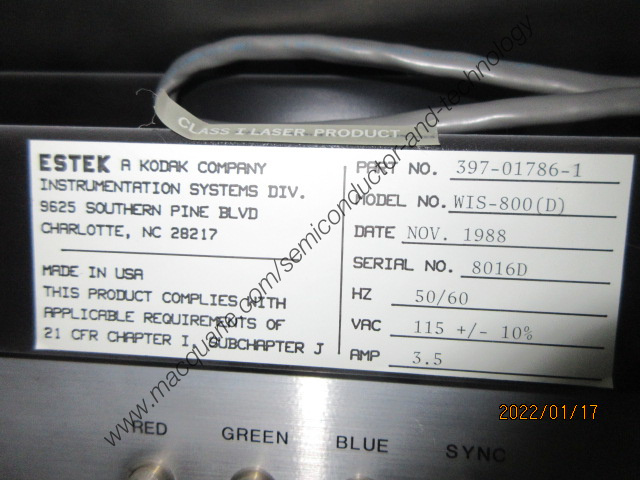 CLASS I LASER PRODUCT
ESTEK A KODAK COMPANY
INSTRUMENTATION SYSTEMS DIV.
9625 SOUTHERN PINE BLVD
CHARLOTTE, NC 28217
MADE IN USA
THIS PRODUCT COMPLIES WITH
APPLICABLE REQUIREMENTS OF
21 CFR CHAPTER I, SUBCHAPTER J
PART NO. 397-01786-1
MODEL NO. WIS-800(D)
DATE NOV. 1988
SERIAL NO. 8016D
HZ 50/60
VAC 115 +/- 10%
AMP 3.5
www.macquarie.com/semiconductor-and-technology
2022/01/17
RED GREEN BLUE SYNC